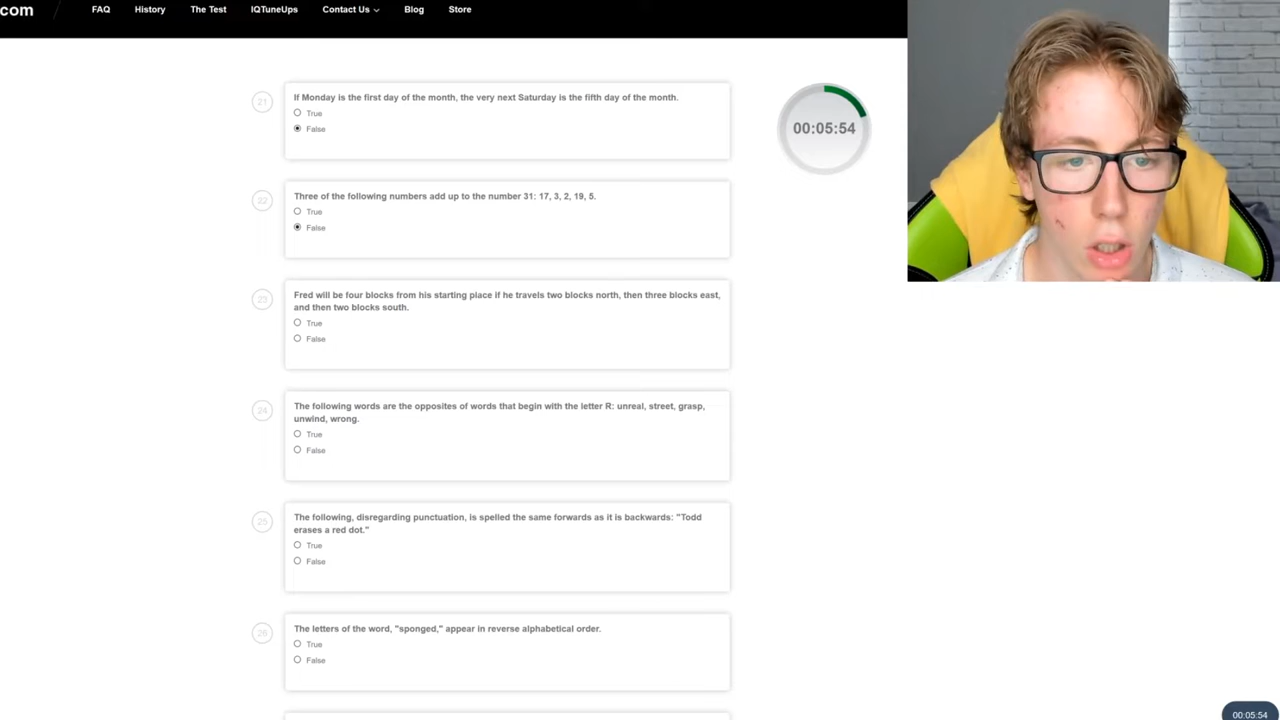 com / FAQ History The Test IQTuneUps Contact Us Blog Store
21 If Monday is the first day of the month, the very next Saturday is the fifth day of the month.
True
False
00:05:54
22 Three of the following numbers add up to the number 31: 17, 3, 2, 19, 5.
True
False
23 Fred will be four blocks from his starting place if he travels two blocks north, then three blocks east,
and then two blocks south.
True
False
24 The following words are the opposites of words that begin with the letter R: unreal, street, grasp,
unwind, wrong.
True
False
25 The following, disregarding punctuation, is spelled the same forwards as it is backwards: "Todd
erases a red dot."
True
False
26 The letters of the word, "sponged," appear in reverse alphabetical order.
True
False
00:05:54